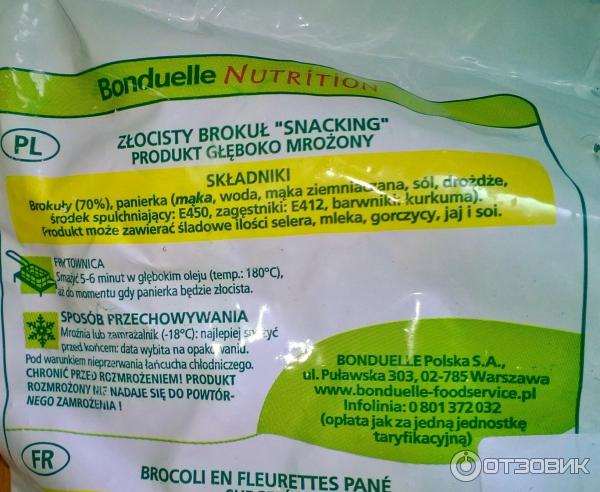 Bonduelle NUTRITION
PL
ZŁOCISTY BROKUŁ "SNACKING"
PRODUKT GŁĘBOKO MROŻONY
SKŁADNIKI
Brokuły (70%), panierka (mąka, woda, mąka ziemniaczana, sól, drożdże,
środek spulchniający: E450, zagęstniki: E412, barwniki: kurkuma).
Produkt może zawierać śladowe ilości selera, mleka, gorczycy, jaj i soi.
FRYTOWNICA
Smażyć 5-6 minut w głębokim oleju (temp.: 180°C),
aż do momentu gdy panierka będzie złocista.
SPOSÓB PRZECHOWYWANIA
Mroźnia lub zamrażalnik (-18°C): najlepiej spożyć
przed końcem: data wybita na opakowaniu.
Pod warunkiem nieprzerwania łańcucha chłodniczego.
CHRONIĆ PRZED ROZMROŻENIEM! PRODUKT
ROZMROŻONY NIE NADAJE SIĘ DO POWTÓR-
NEGO ZAMROŻENIA !
BONDUELLE Polska S.A.,
ul. Puławska 303, 02-785 Warszawa
www.bonduelle-foodservice.pl
Infolinia: 0 801 372 032
(opłata jak za jedną jednostkę
taryfikacyjną)
FR
BROCOLI EN FLEURETTES PANÉ
ОТЗОВИК